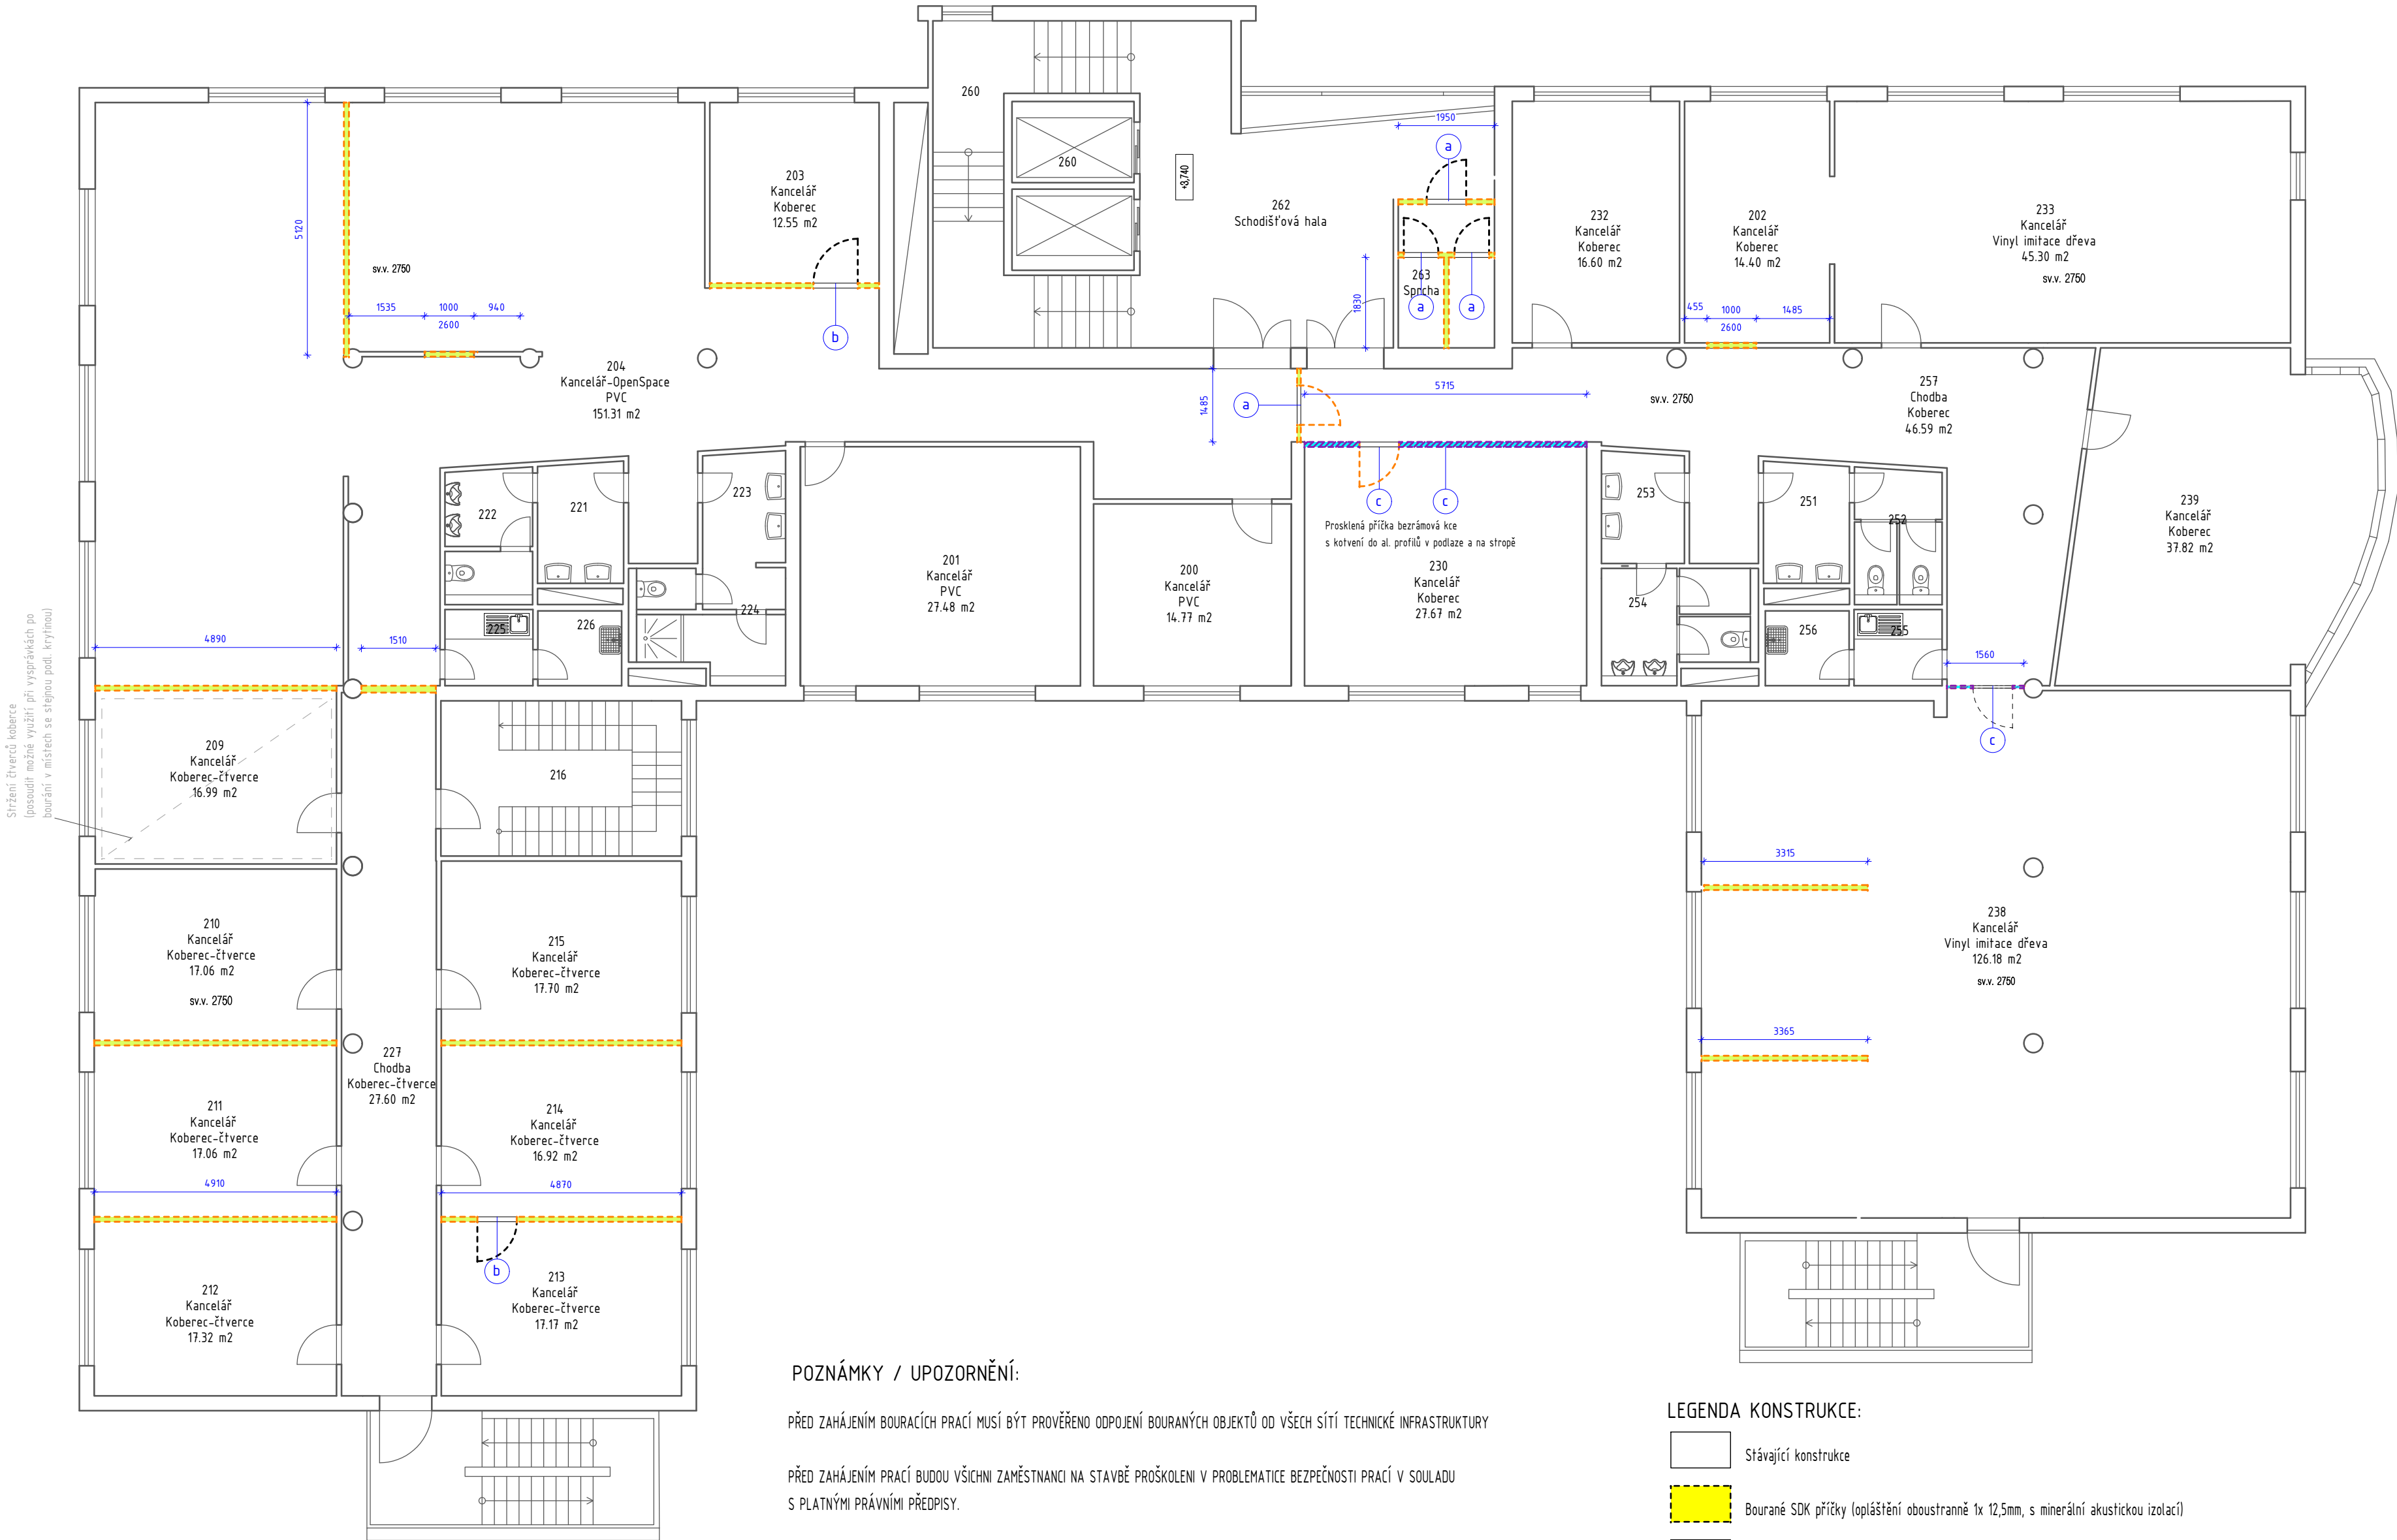 260
1950
a
203
Kancelář
Koberec
12.55 m2
260
+3,740
262
Schodišťová hala
232
Kancelář
Koberec
16.60 m2
202
Kancelář
Koberec
14.40 m2
233
Kancelář
Vinyl imitace dřeva
45.30 m2
sv.v. 2750
5120
sv.v. 2750
1535
1000
940
2600
b
263
Sprcha
a
a
1830
455
1000
1485
2600
204
Kancelář-OpenSpace
PVC
151.31 m2
1485
a
5715
sv.v. 2750
257
Chodba
Koberec
46.59 m2
222
221
223
201
Kancelář
PVC
27.48 m2
200
Kancelář
PVC
14.77 m2
c
c
Prosklená příčka bezrámová kce
s kotvení do al. profilů v podlaze a na stropě
230
Kancelář
Koberec
27.67 m2
253
251
252
239
Kancelář
Koberec
37.82 m2
4890
1510
225
226
224
254
256
255
1560
c
Stržení čtverců koberce
(posoudit možné využití při vysprávkách po
bourání v místech se stejnou podl. krytinou)
209
Kancelář
Koberec-čtverce
16.99 m2
216
3315
210
Kancelář
Koberec-čtverce
17.06 m2
sv.v. 2750
215
Kancelář
Koberec-čtverce
17.70 m2
238
Kancelář
Vinyl imitace dřeva
126.18 m2
sv.v. 2750
3365
227
Chodba
Koberec-čtverce
27.60 m2
211
Kancelář
Koberec-čtverce
17.06 m2
214
Kancelář
Koberec-čtverce
16.92 m2
4910
4870
b
212
Kancelář
Koberec-čtverce
17.32 m2
213
Kancelář
Koberec-čtverce
17.17 m2
POZNÁMKY / UPOZORNĚNÍ:
PŘED ZAHÁJENÍM BOURACÍCH PRACÍ MUSÍ BÝT PROVĚŘENO ODPOJENÍ BOURANÝCH OBJEKTŮ OD VŠECH SÍTÍ TECHNICKÉ INFRASTRUKTURY
PŘED ZAHÁJENÍM PRACÍ BUDOU VŠICHNI ZAMĚSTNANCI NA STAVBĚ PROŠKOLENI V PROBLEMATICE BEZPEČNOSTI PRACÍ V SOULADU
S PLATNÝMI PRÁVNÍMI PŘEDPISY.
LEGENDA KONSTRUKCE:
Stávající konstrukce
Bourané SDK příčky (opláštění oboustranně 1x 12,5mm, s minerální akustickou izolací)